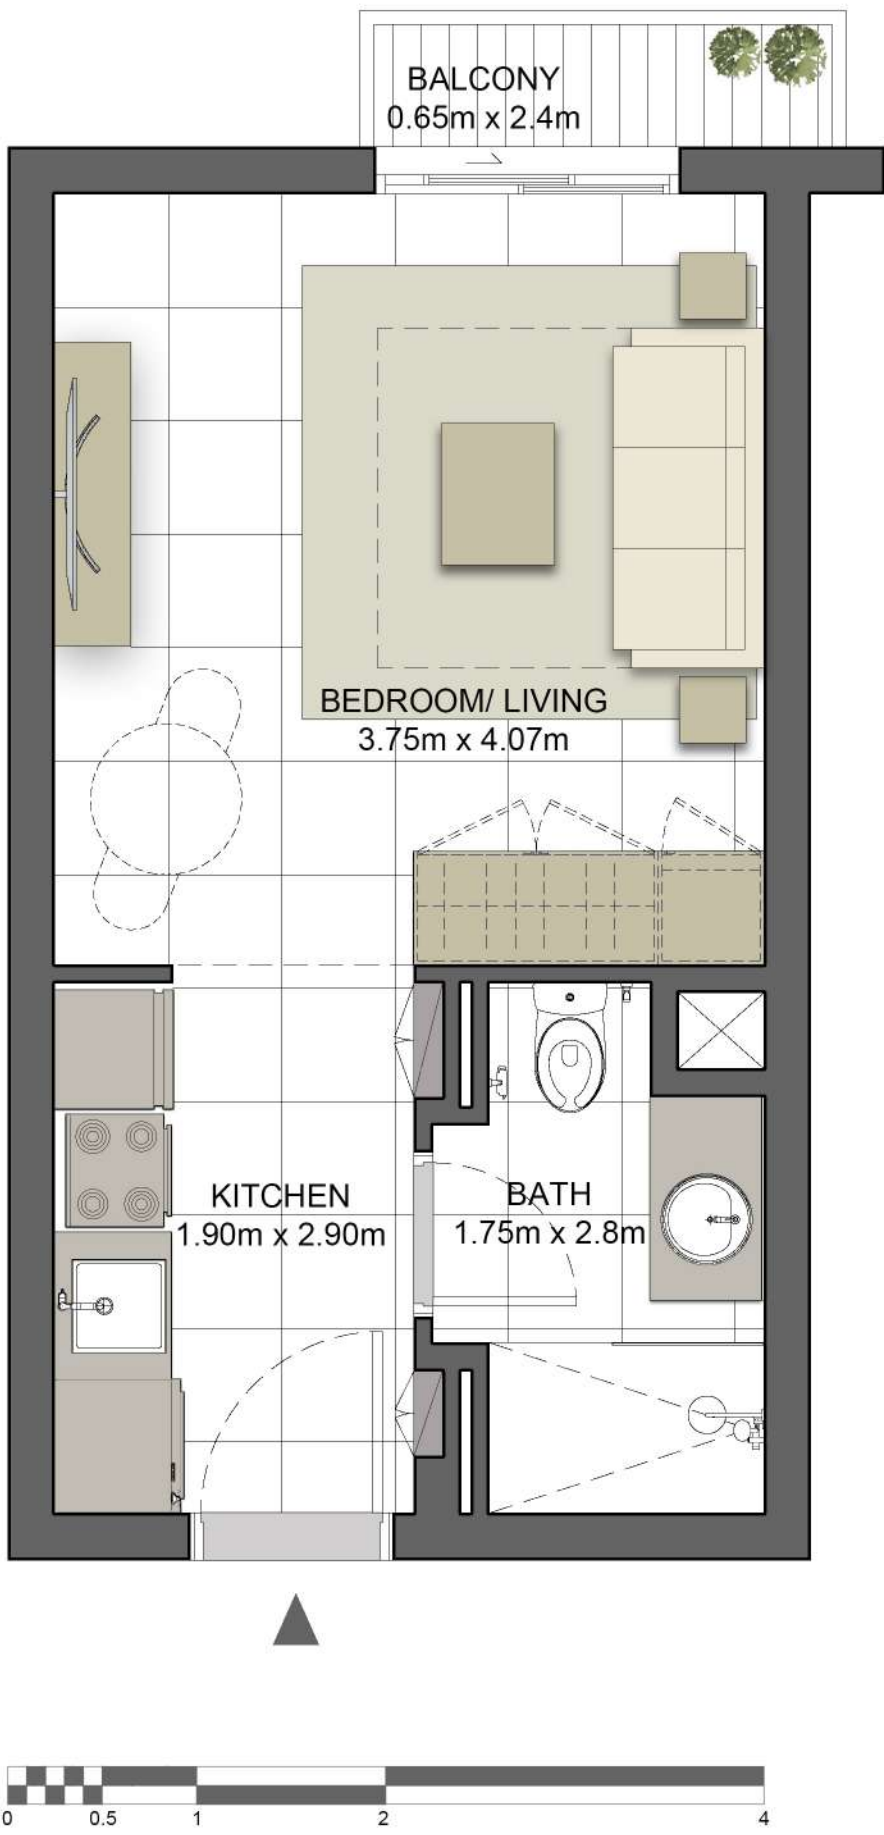 BALCONY
0.65m x 2.4m
BEDROOM/ LIVING
3.75m x 4.07m
KITCHEN
1.90m x 2.90m
BATH
1.75m x 2.8m
0 0.5 1 2 4